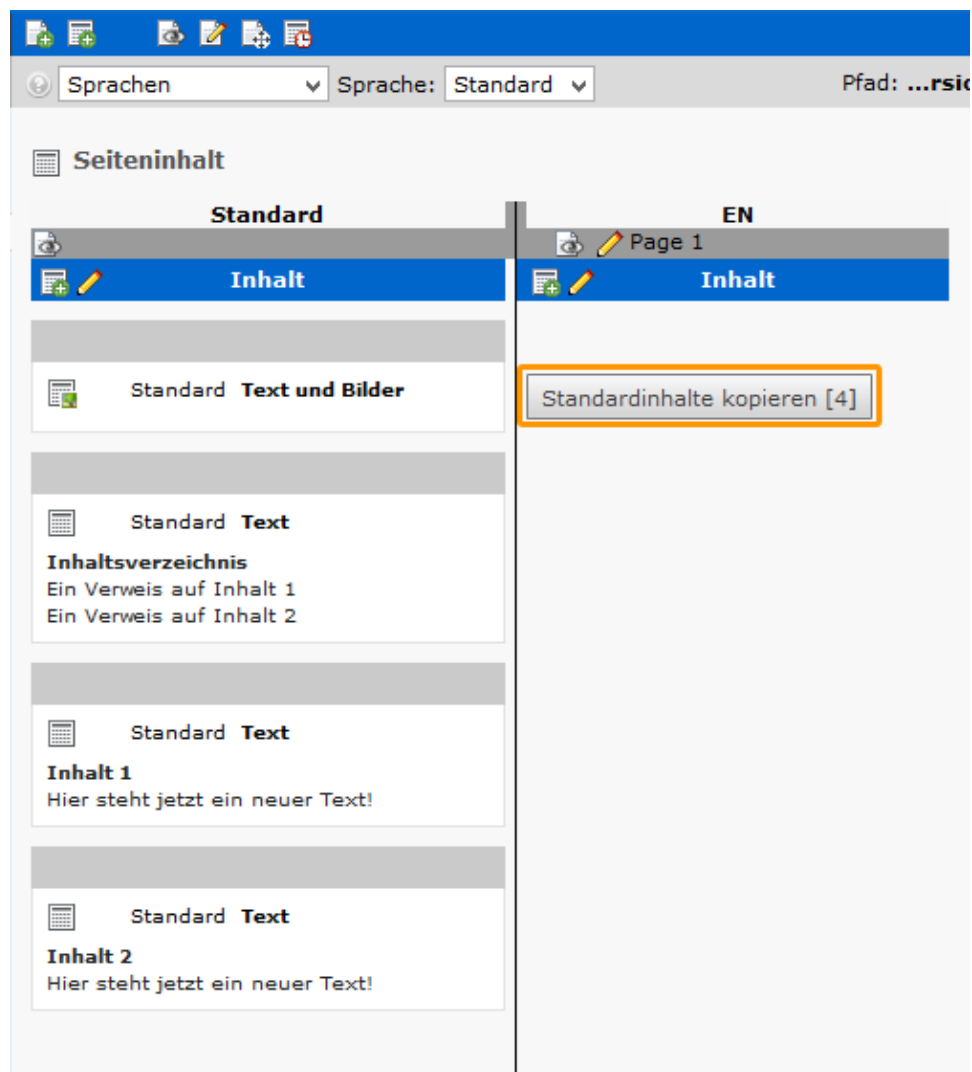 Sprachen Sprache: Standard Pfad: ...rsic
Seiteninhalt
Standard
Inhalt
Standard Text und Bilder
Standard Text
Inhaltsverzeichnis
Ein Verweis auf Inhalt 1
Ein Verweis auf Inhalt 2
Standard Text
Inhalt 1
Hier steht jetzt ein neuer Text!
Standard Text
Inhalt 2
Hier steht jetzt ein neuer Text!
EN
Page 1
Inhalt
Standardinhalte kopieren [4]